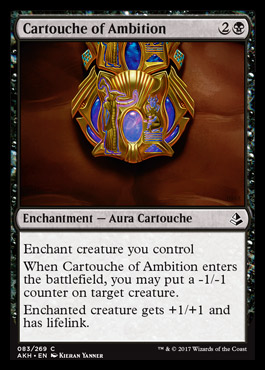 Cartouche of Ambition 2
Enchantment — Aura Cartouche
Enchant creature you control
When Cartouche of Ambition enters
the battlefield, you may put a -1/-1
counter on target creature.
Enchanted creature gets +1/+1 and
has lifelink.
083/269 C
AKH • EN KIERAN YANNER
™ & © 2017 Wizards of the Coast